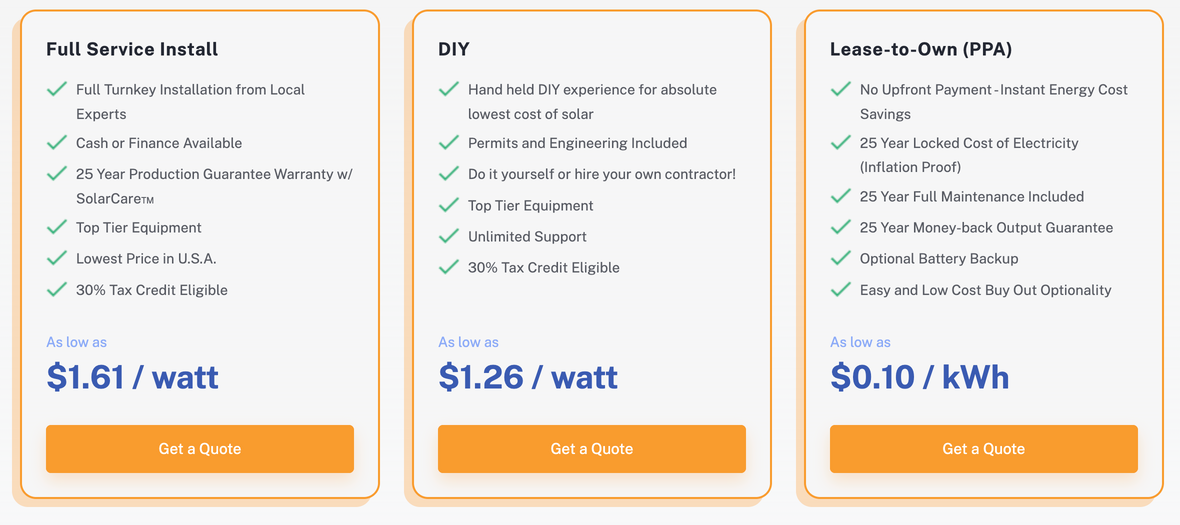 Full Service Install
Full Turnkey Installation from Local
Experts
Cash or Finance Available
25 Year Production Guarantee Warranty w/
SolarCare™
Top Tier Equipment
Lowest Price in U.S.A.
30% Tax Credit Eligible
As low as
$1.61 / watt
Get a Quote
DIY
Hand held DIY experience for absolute
lowest cost of solar
Permits and Engineering Included
Do it yourself or hire your own contractor!
Top Tier Equipment
Unlimited Support
30% Tax Credit Eligible
As low as
$1.26 / watt
Get a Quote
Lease-to-Own (PPA)
No Upfront Payment - Instant Energy Cost
Savings
25 Year Locked Cost of Electricity
(Inflation Proof)
25 Year Full Maintenance Included
25 Year Money-back Output Guarantee
Optional Battery Backup
Easy and Low Cost Buy Out Optionality
As low as
$0.10 / kWh
Get a Quote